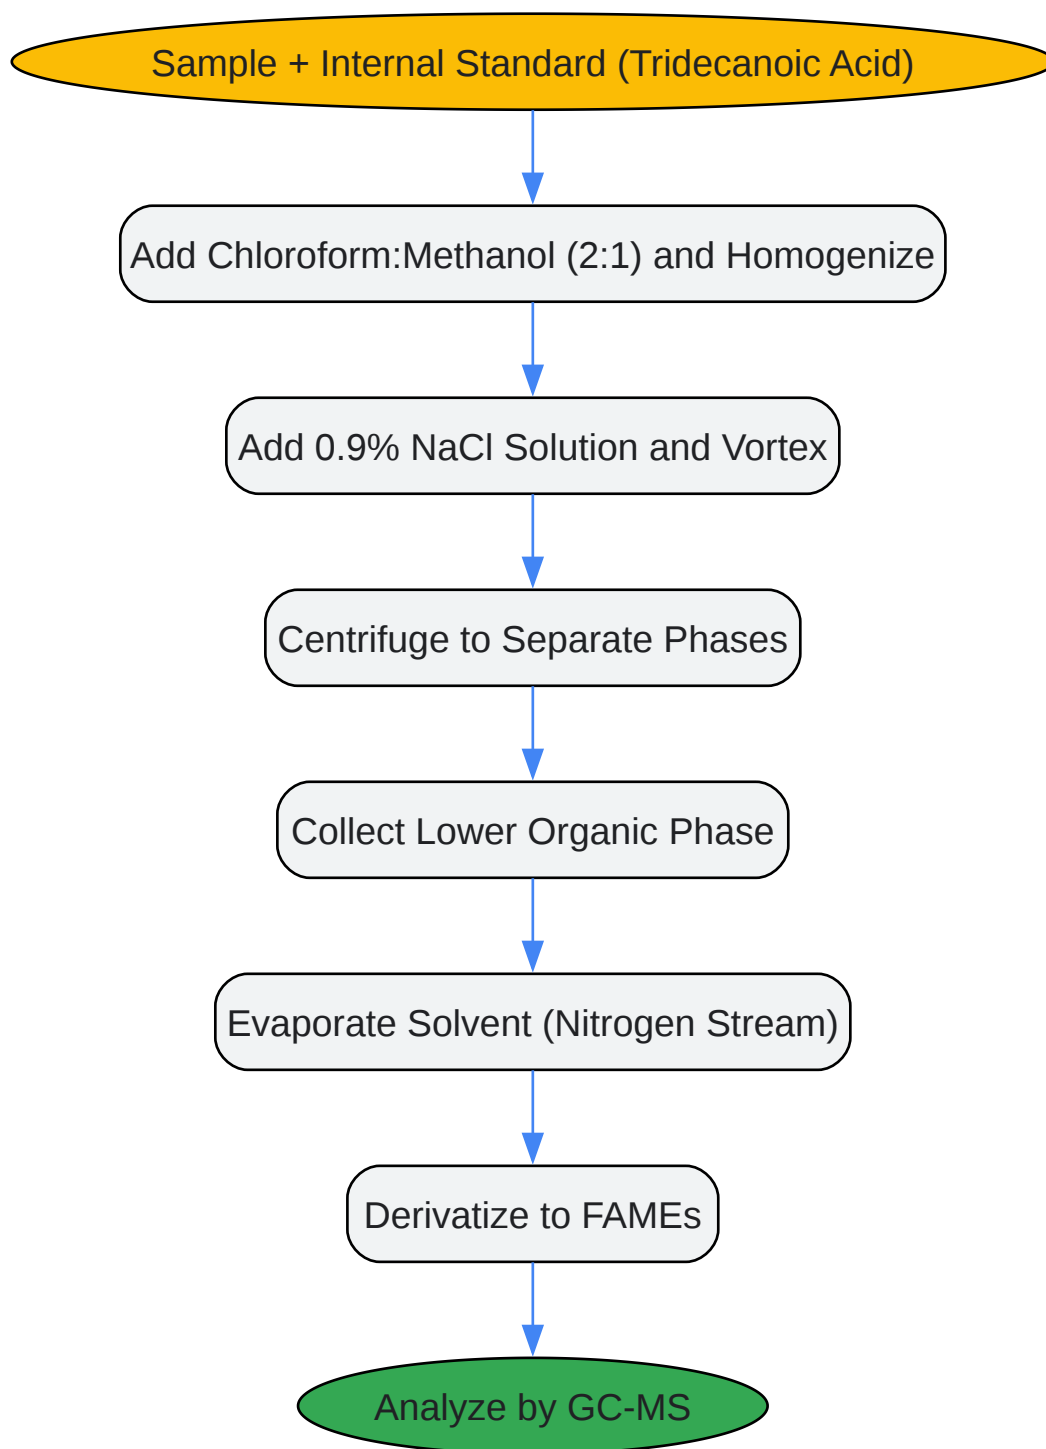 Sample + Internal Standard (Tridecanoic Acid)
Add Chloroform:Methanol (2:1) and Homogenize
Add 0.9% NaCl Solution and Vortex
Centrifuge to Separate Phases
Collect Lower Organic Phase
Evaporate Solvent (Nitrogen Stream)
Derivatize to FAMEs
Analyze by GC-MS